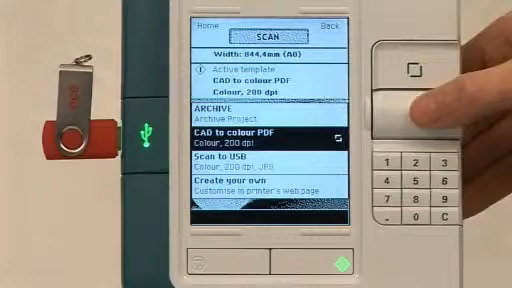 Home Back
SCAN
Width: 844,4mm (A0)
Active template
CAD to colour PDF
Colour, 200 dpi
ARCHIVE
Archive Project
CAD to colour PDF
Colour, 200 dpi
Scan to USB
Colour, 200 dpi, JPG
Create your own
Customise in printer's web page
océ
1 2 3
4 5 6
7 8 9
. 0 C